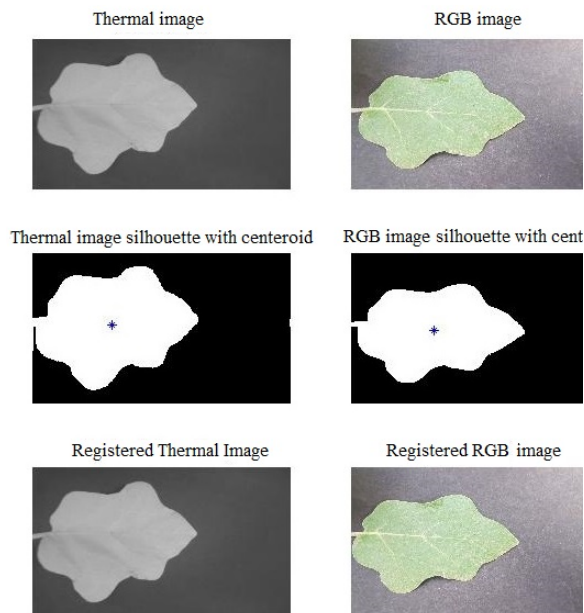 Thermal image
RGB image
Thermal image silhouette with centeroid
RGB image silhouette with cent
Registered Thermal Image
Registered RGB image